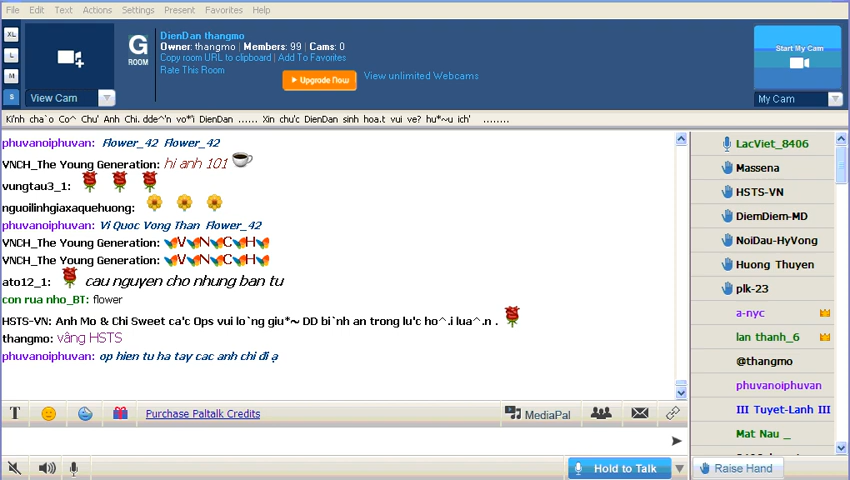 File Edit Text Actions Settings Present Favorites Help
XL
L
M
S
View Cam
G
ROOM
DienDan thangmo
Owner: thangmo | Members: 99 | Cams: 0
Copy room URL to clipboard | Add To Favorites
Rate This Room
Upgrade Now
View unlimited Webcams
Start My Cam
My Cam
Ki'nh cha`o Co^ Chu' Anh Chi. dde^'n vo*'i DienDan ...... Xin chu'c DienDan sinh hoa.t vui ve? hu*~u ich' ........
phuvanoiphuvan: Flower_42 Flower_42
VNCH_The Young Generation: hi anh 101
vungtau3_1:
nguoilinhgiaxaquehuong:
phuvanoiphuvan: Vi Quoc Vong Than Flower_42
VNCH_The Young Generation: V N C H
VNCH_The Young Generation: V N C H
ato12_1: cau nguyen cho nhung ban tu
con rua nho_BT: flower
HSTS-VN: Anh Mo & Chi Sweet ca'c Ops vui lo`ng giu*~ DD bi`nh an trong lu'c ho^.i lua^.n .
thangmo: vâng HSTS
phuvanoiphuvan: op hien tu ha tay cac anh chi đi ạ
LacViet_8406
Massena
HSTS-VN
DiemDiem-MD
NoiDau-HyVong
Huong Thuyen
plk-23
a-nyc
lan thanh_6
@thangmo
phuvanoiphuvan
III Tuyet-Lanh III
Mat Nau _
T
Purchase Paltalk Credits
MediaPal
Hold to Talk
Raise Hand